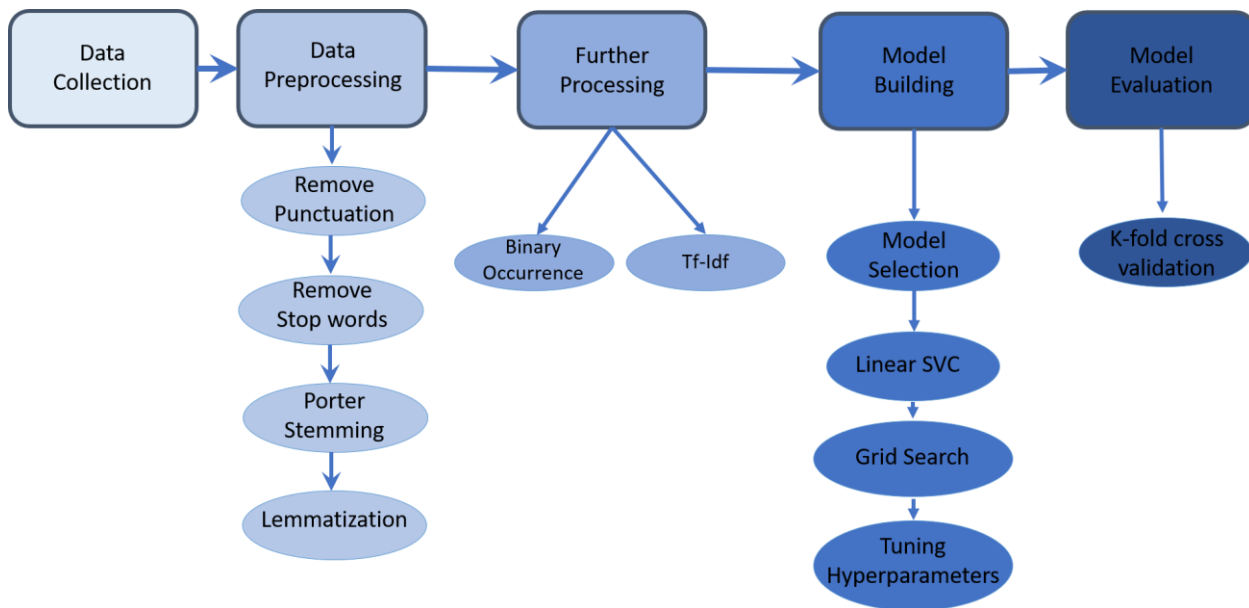 Data
Collection
Data
Preprocessing
Further
Processing
Model
Building
Model
Evaluation
Remove
Punctuation
Remove
Stop words
Porter
Stemming
Lemmatization
Binary
Occurrence
Tf-Idf
Model
Selection
Linear SVC
Grid Search
Tuning
Hyperparameters
K-fold cross
validation